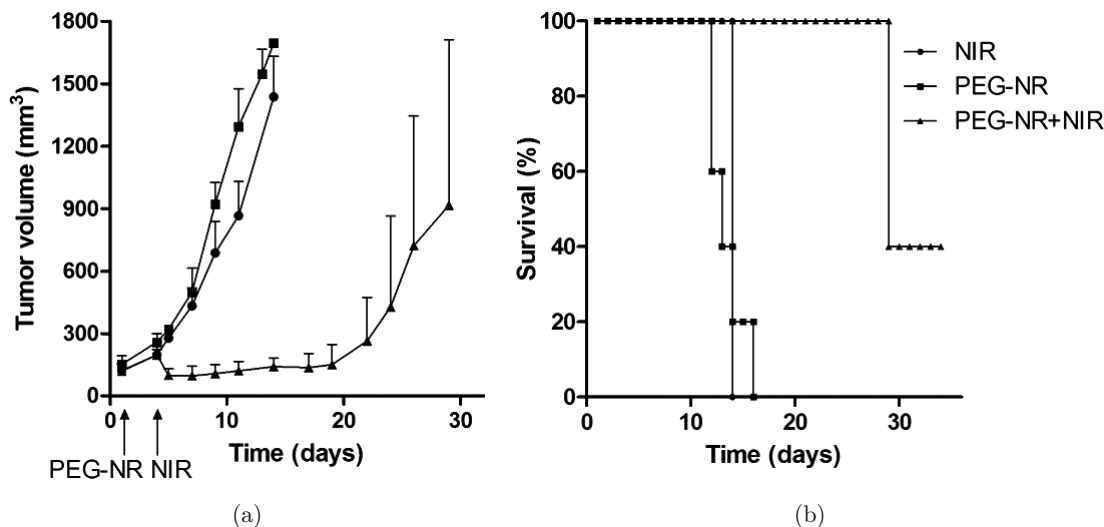 1800
1500
1200
900
600
300
0
Tumor volume (mm3)
0 10 20 30
Time (days)
PEG-NR NIR
(a)
100
80
60
40
20
0
Survival (%)
0 10 20 30
Time (days)
NIR
PEG-NR
PEG-NR+NIR
(b)